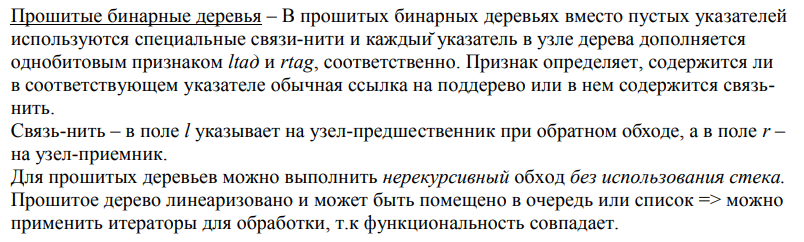 Прошитые бинарные деревья – В прошитых бинарных деревьях вместо пустых указателей
используются специальные связи-нити и каждый указатель в узле дерева дополняется
однобитовым признаком ltag и rtag, соответственно. Признак определяет, содержится ли
в соответствующем указателе обычная ссылка на поддерево или в нем содержится связь-
нить.
Связь-нить – в поле l указывает на узел-предшественник при обратном обходе, а в поле r –
на узел-приемник.
Для прошитых деревьев можно выполнить нерекурсивный обход без использования стека.
Прошитое дерево линеаризовано и может быть помещено в очередь или список => можно
применить итераторы для обработки, т.к функциональность совпадает.